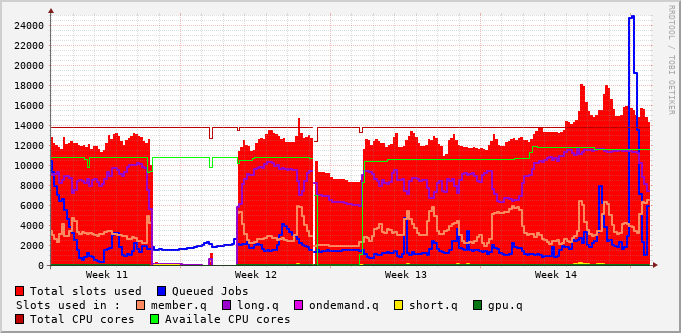 RRDTOOL / TOBI OETIKER
24000
22000
20000
18000
16000
14000
12000
10000
8000
6000
4000
2000
0
Week 11 Week 12 Week 13 Week 14
Total slots used Queued Jobs
Slots used in : member.q long.q ondemand.q short.q gpu.q
Total CPU cores Availale CPU cores